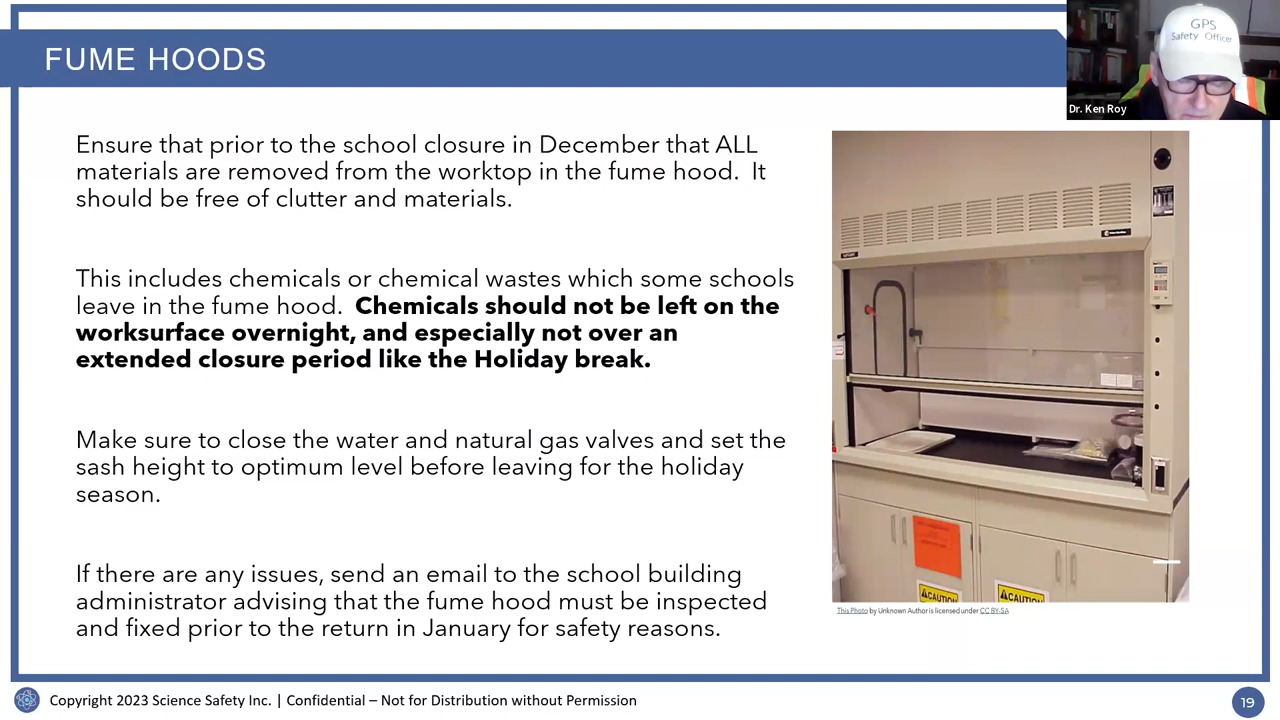 FUME HOODS
GPS
Safety Officer
Dr. Ken Roy
Ensure that prior to the school closure in December that ALL
materials are removed from the worktop in the fume hood.  It
should be free of clutter and materials.
This includes chemicals or chemical wastes which some schools
leave in the fume hood.  Chemicals should not be left on the
worksurface overnight, and especially not over an
extended closure period like the Holiday break.
Make sure to close the water and natural gas valves and set the
sash height to optimum level before leaving for the holiday
season.
If there are any issues, send an email to the school building
administrator advising that the fume hood must be inspected
and fixed prior to the return in January for safety reasons.
CAUTION
CAUTION
This Photo by Unknown Author is licensed under CC BY-SA
Copyright 2023 Science Safety Inc. | Confidential – Not for Distribution without Permission
19